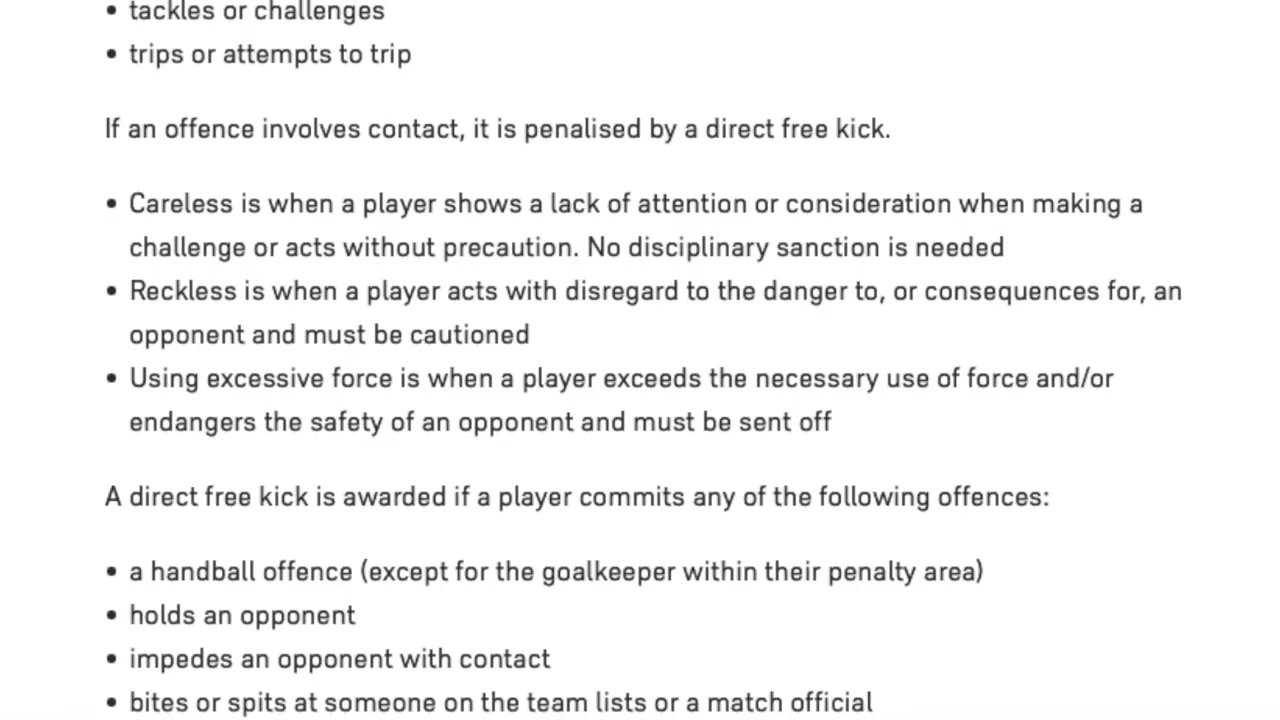 • tackles or challenges
• trips or attempts to trip
If an offence involves contact, it is penalised by a direct free kick.
• Careless is when a player shows a lack of attention or consideration when making a
challenge or acts without precaution. No disciplinary sanction is needed
• Reckless is when a player acts with disregard to the danger to, or consequences for, an
opponent and must be cautioned
• Using excessive force is when a player exceeds the necessary use of force and/or
endangers the safety of an opponent and must be sent off
A direct free kick is awarded if a player commits any of the following offences:
• a handball offence (except for the goalkeeper within their penalty area)
• holds an opponent
• impedes an opponent with contact
• bites or spits at someone on the team lists or a match official